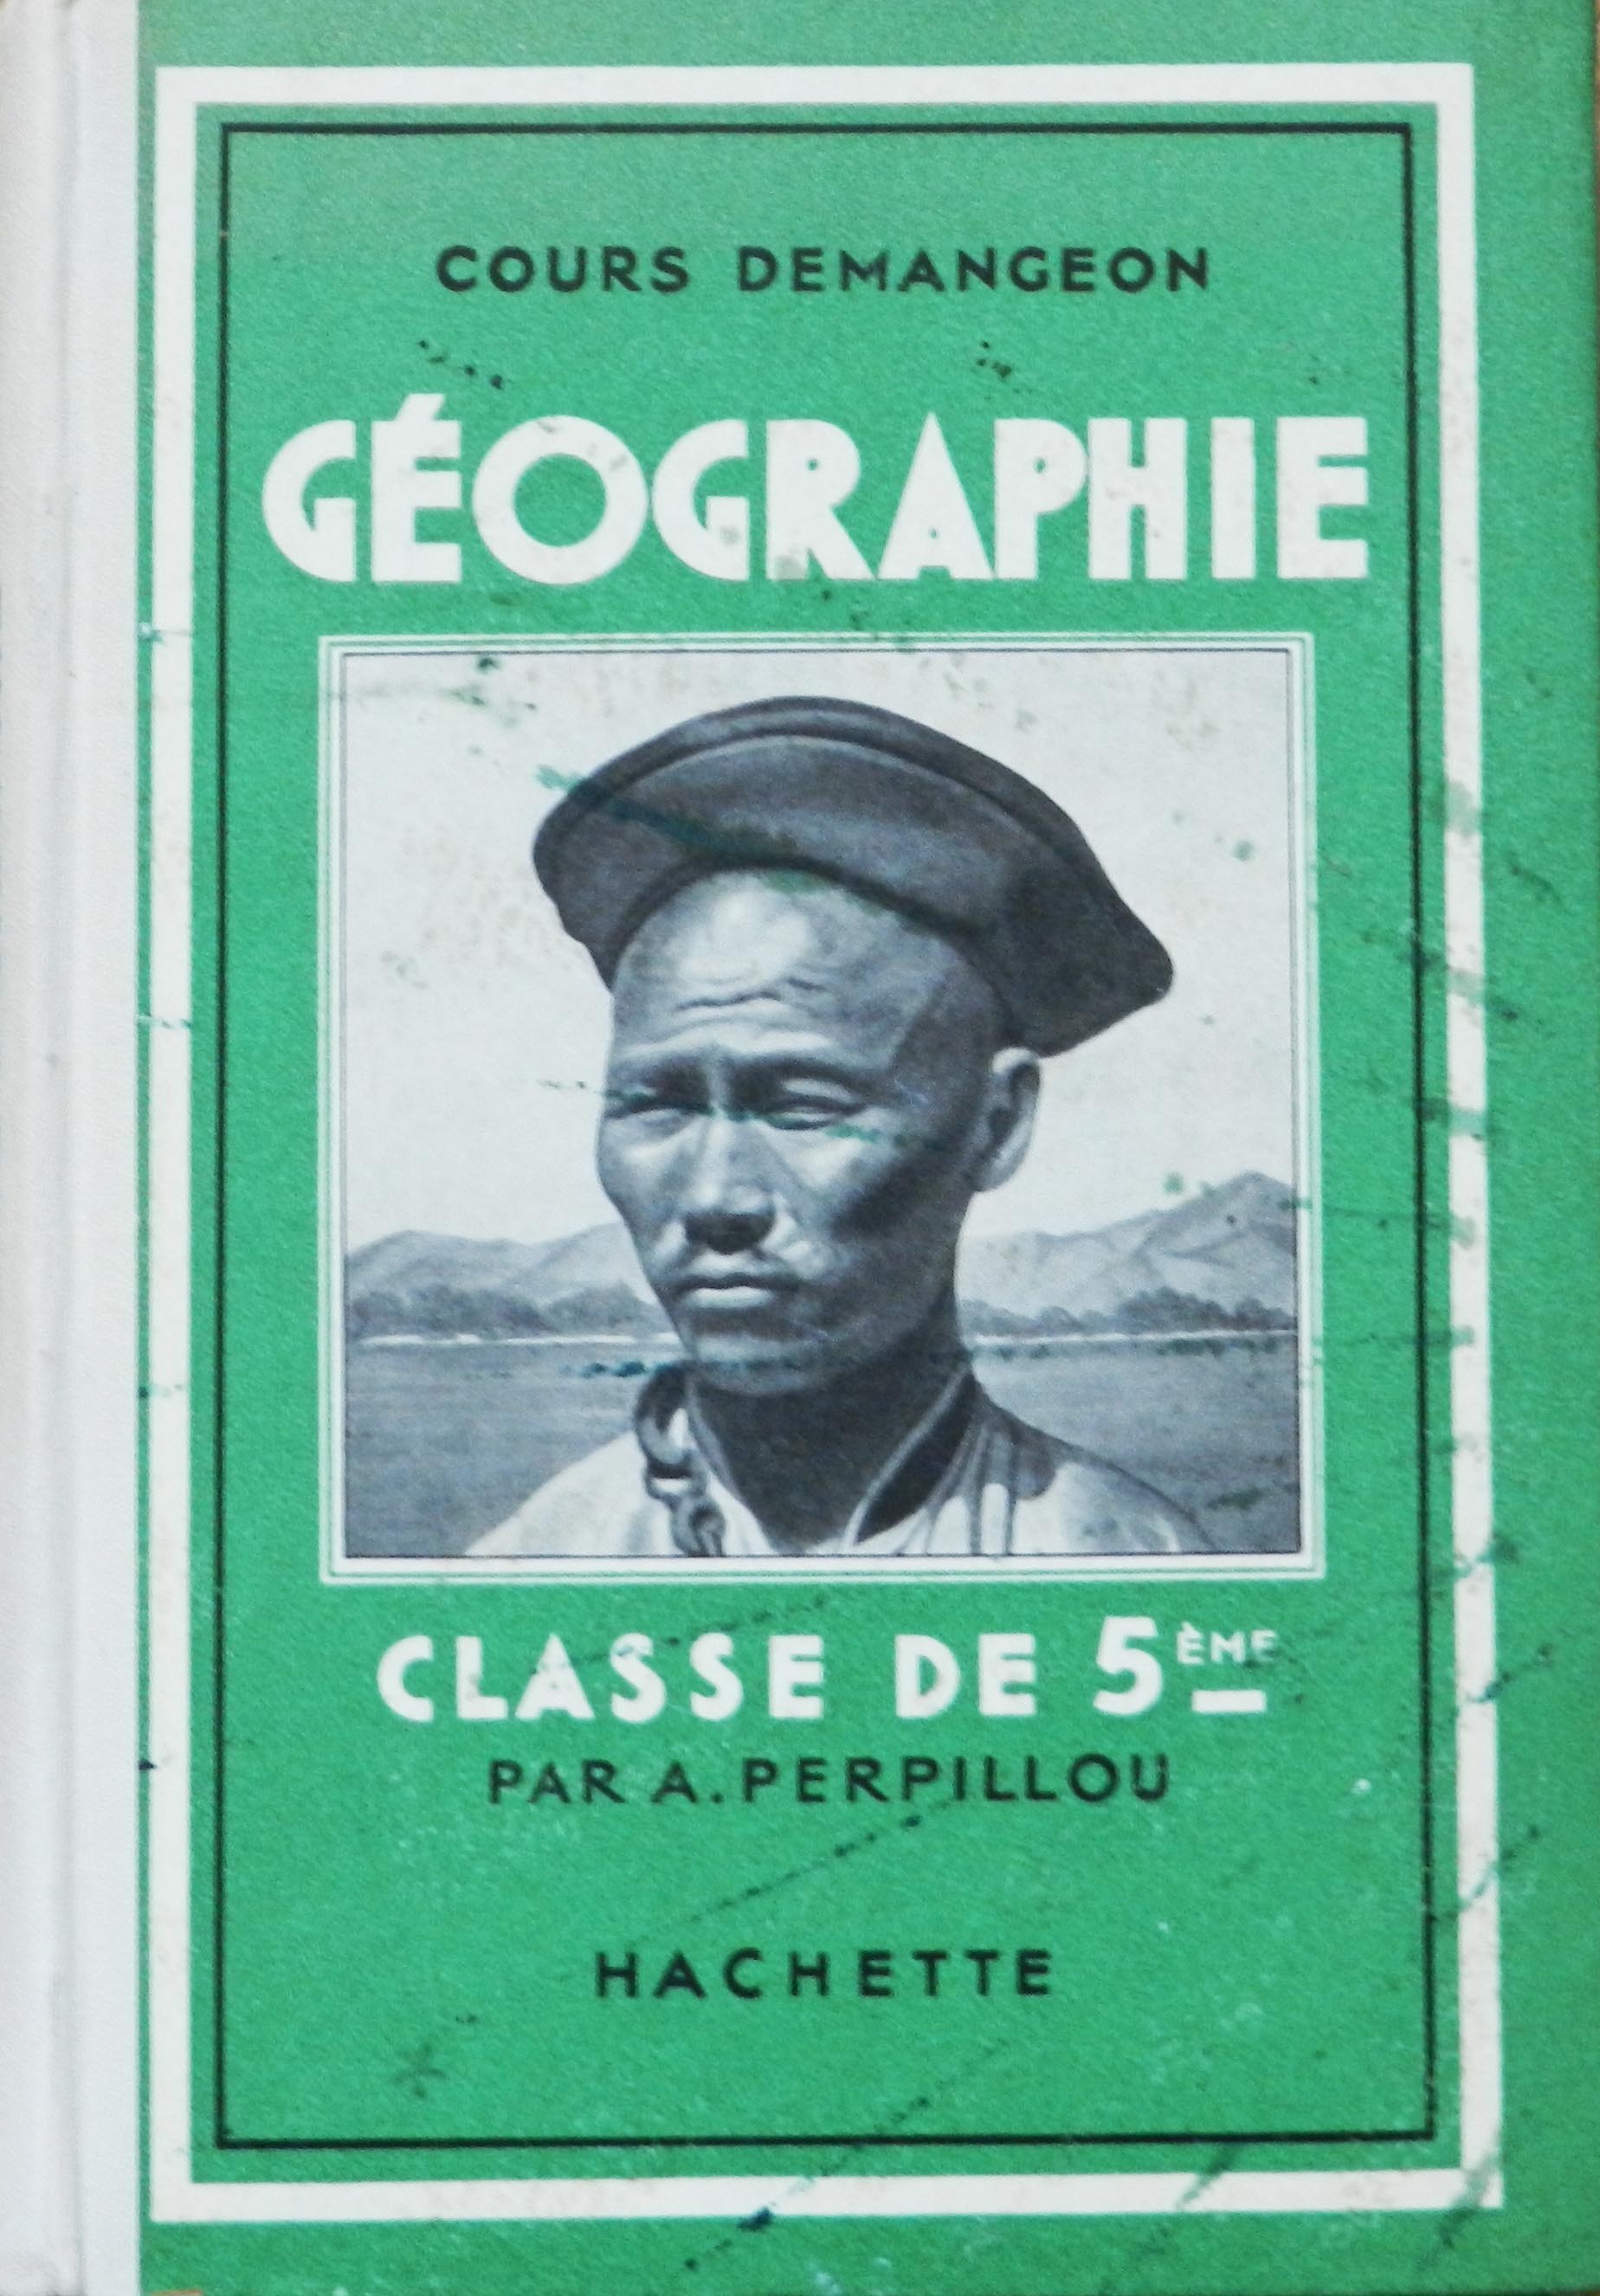 COURS DEMANGEON
GÉOGRAPHIE
CLASSE DE 5ÈME
PAR A. PERPILLOU
HACHETTE